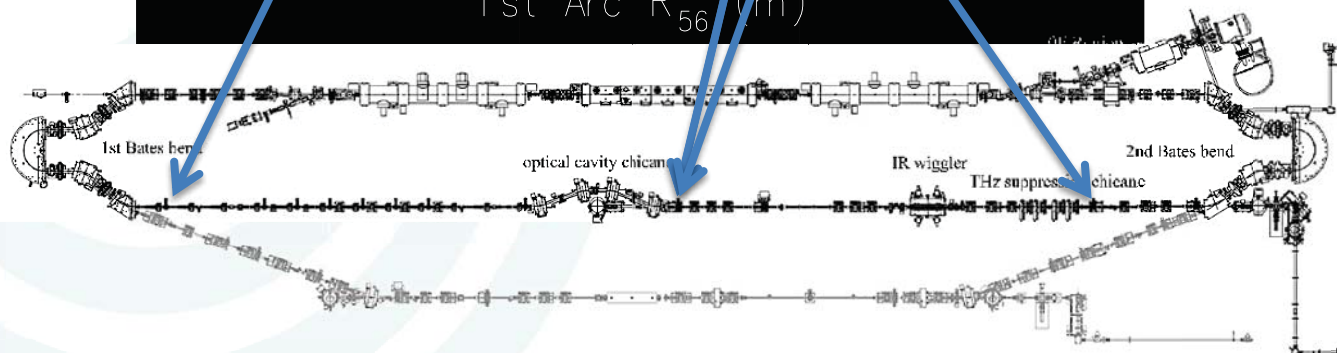 1st Arc R56 (m)
1st Bates bend
optical cavity chicane
IR wiggler
2nd Bates bend
THz suppression chicane